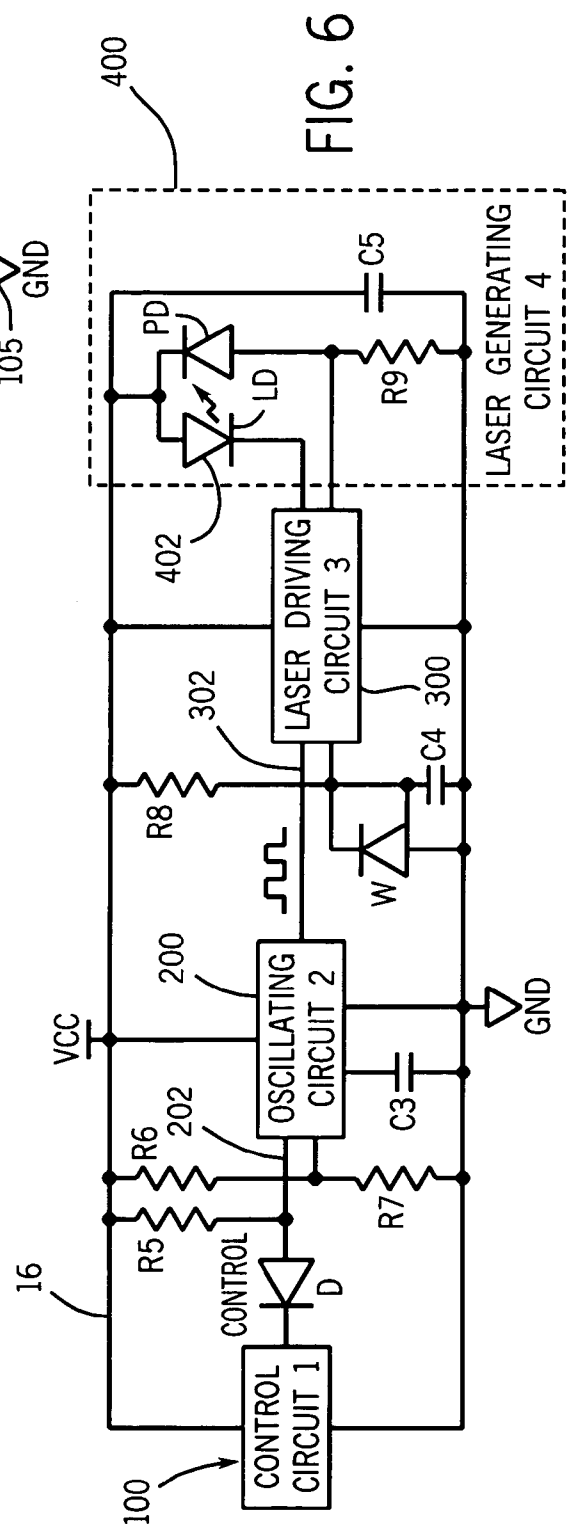 100
CONTROL
CIRCUIT 1
16
CONTROL
D
R5
R6
R7
202
VCC
OSCILLATING
CIRCUIT 2
200
C3
GND
R8
W
C4
302
LASER DRIVING
CIRCUIT 3
300
402
LD
PD
R9
C5
LASER GENERATING
CIRCUIT 4
400
105
GND
FIG. 6